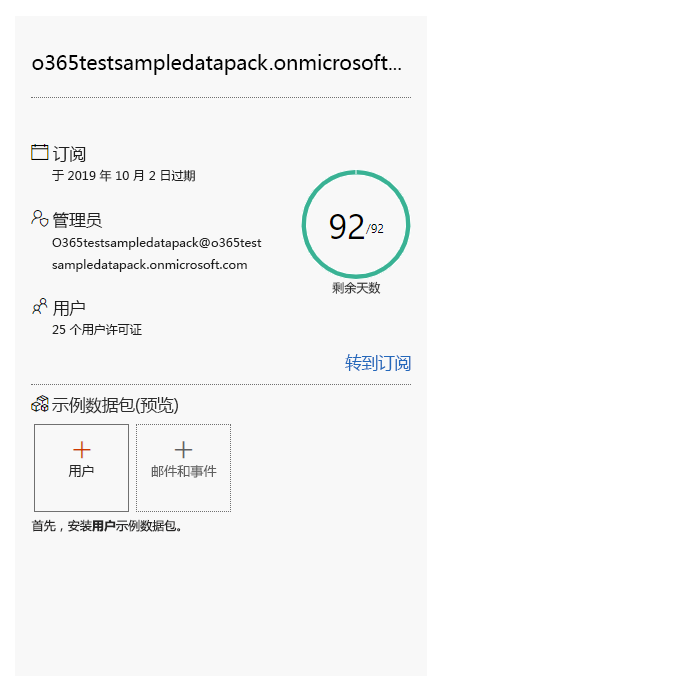 o365testsampledatapack.onmicrosoft...
订阅
于 2019 年 10 月 2 日过期
管理员
O365testsampledatapack@o365test
sampledatapack.onmicrosoft.com
92/92
剩余天数
用户
25 个用户许可证
转到订阅
示例数据包(预览)
用户
邮件和事件
首先，安装用户示例数据包。